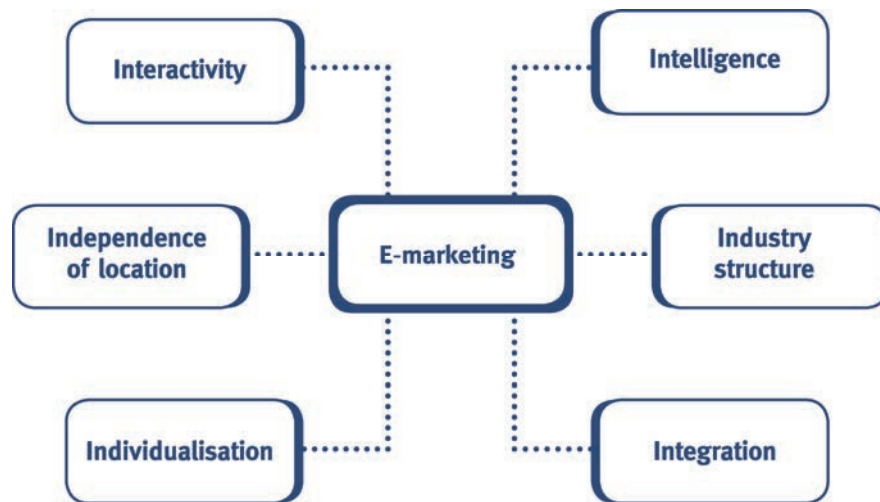 Interactivity
Intelligence
Independence
of location
E-marketing
Industry
structure
Individualisation
Integration